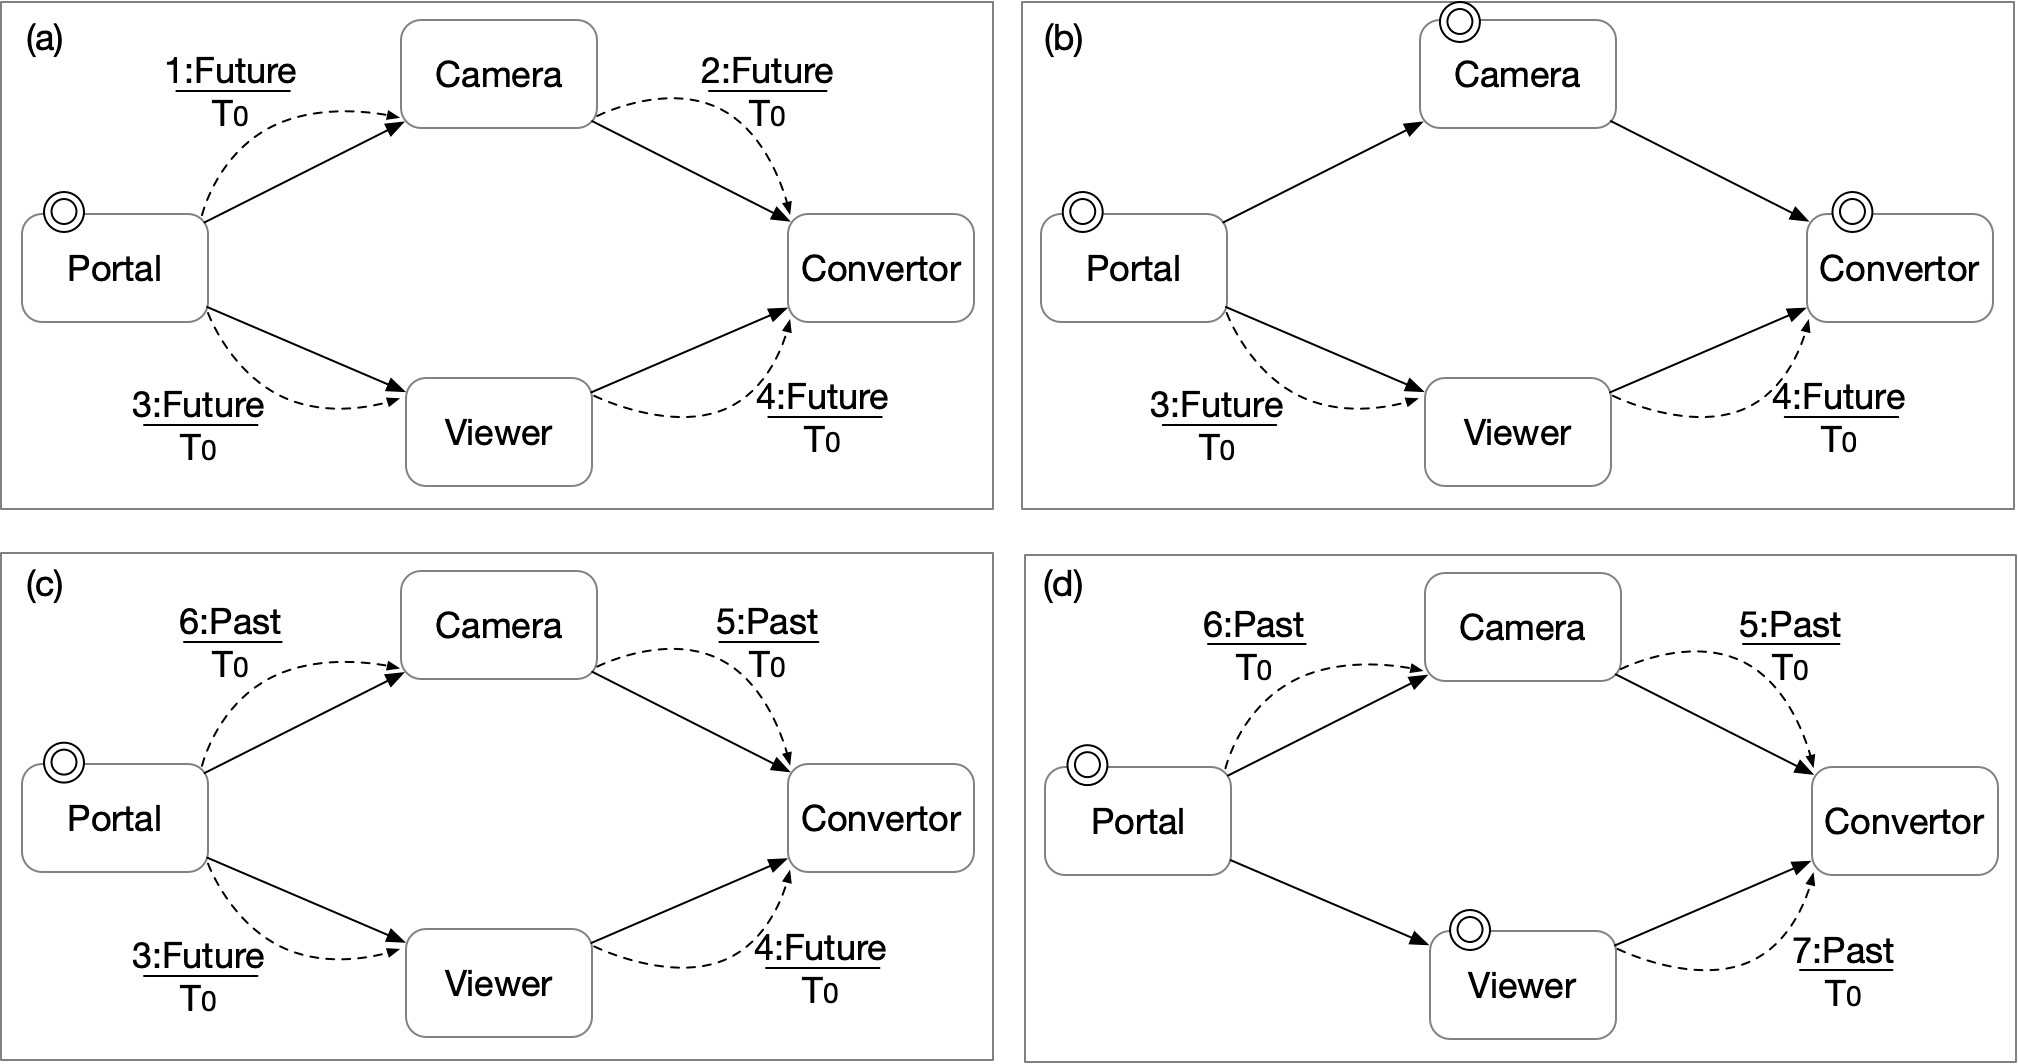 (a)
1:Future
T0
Camera
2:Future
T0
Portal
Convertor
3:Future
T0
Viewer
4:Future
T0
(b)
Camera
Portal
Convertor
3:Future
T0
Viewer
4:Future
T0
(c)
6:Past
T0
Camera
5:Past
T0
Portal
Convertor
3:Future
T0
Viewer
4:Future
T0
(d)
6:Past
T0
Camera
5:Past
T0
Portal
Convertor
Viewer
7:Past
T0